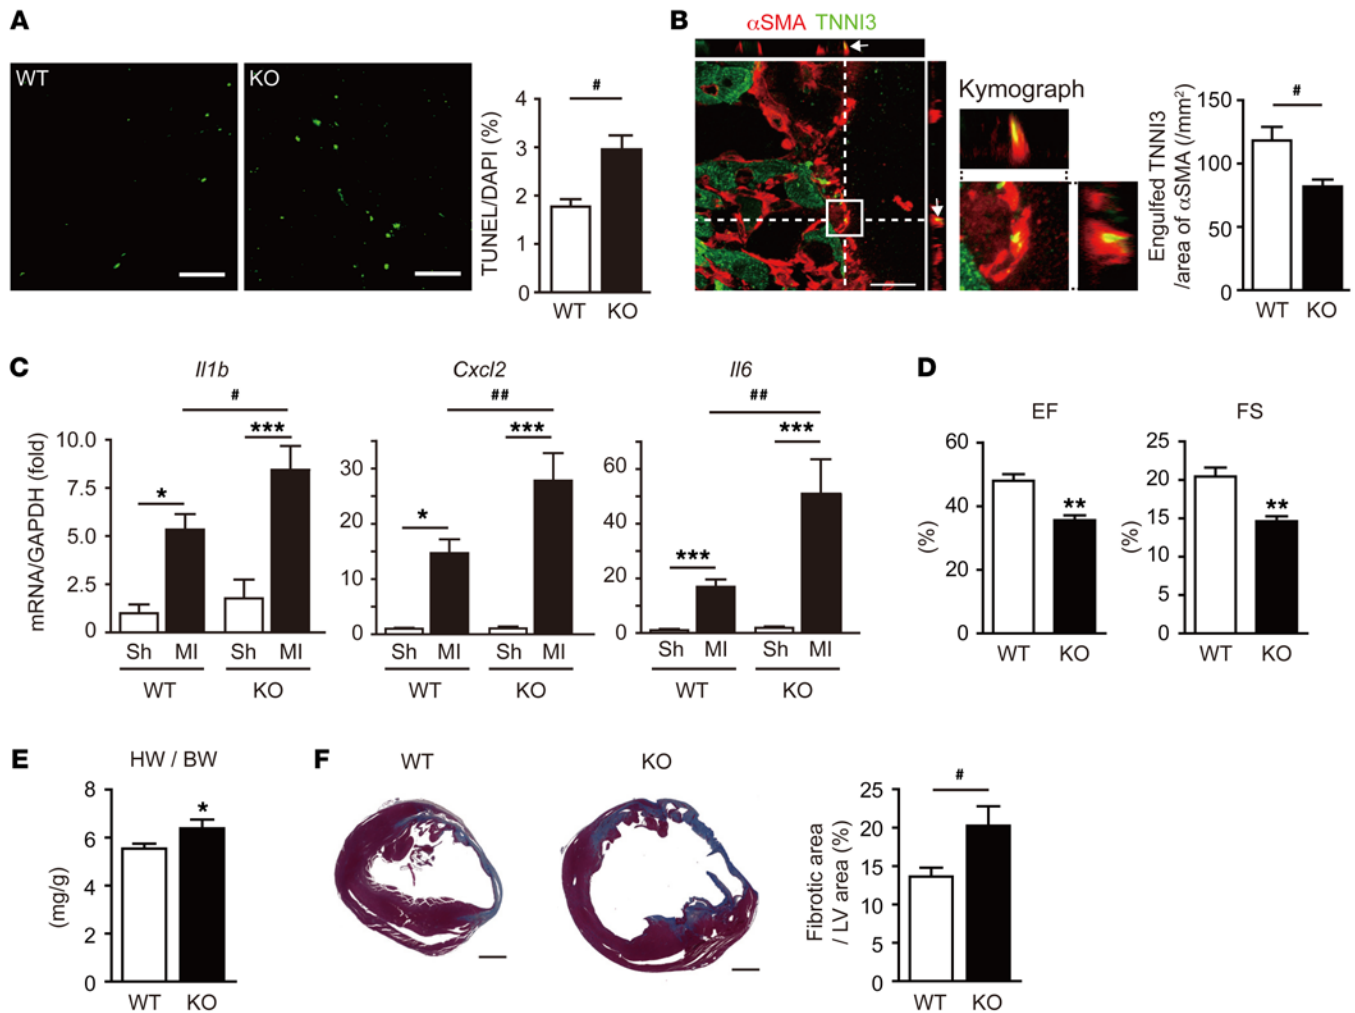 A
WT
KO
TUNEL/DAPI (%)
4
3
2
1
0
#
WT KO
B
αSMA TNNI3
Kymograph
Engulfed TNNI3
/area of αSMA (/mm²)
150
100
50
0
#
WT KO
C
Il1b
mRNA/GAPDH (fold)
10.0
7.5
5.0
2.5
0
#
*
***
Sh MI Sh MI
WT KO
Cxcl2
30
20
10
0
##
*
***
Sh MI Sh MI
WT KO
Il6
60
40
20
0
##
***
***
Sh MI Sh MI
WT KO
D
EF
(%)
60
40
20
0
**
WT KO
FS
(%)
25
20
15
10
5
0
**
WT KO
E
HW / BW
(mg/g)
8
6
4
2
0
*
WT KO
F
WT
KO
Fibrotic area
/ LV area (%)
25
20
15
10
5
0
#
WT KO